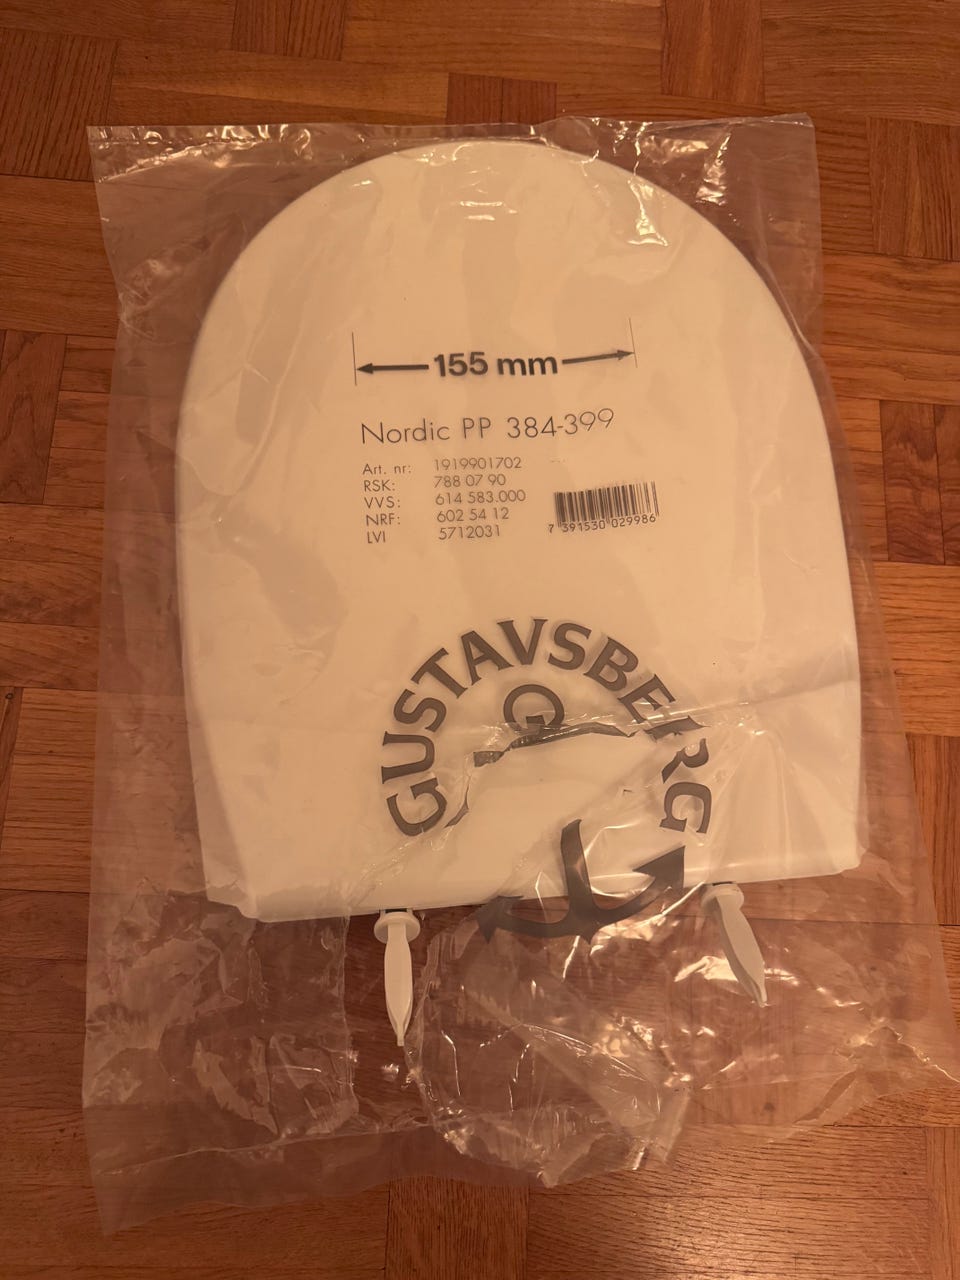 155 mm
Nordic PP 384-399
Art. nr: 1919901702
RSK: 788 07 90
VVS: 614 583.000
NRF: 602 54 12
LVI 5712031
7 391530 029986
GUSTAVSBERG
G